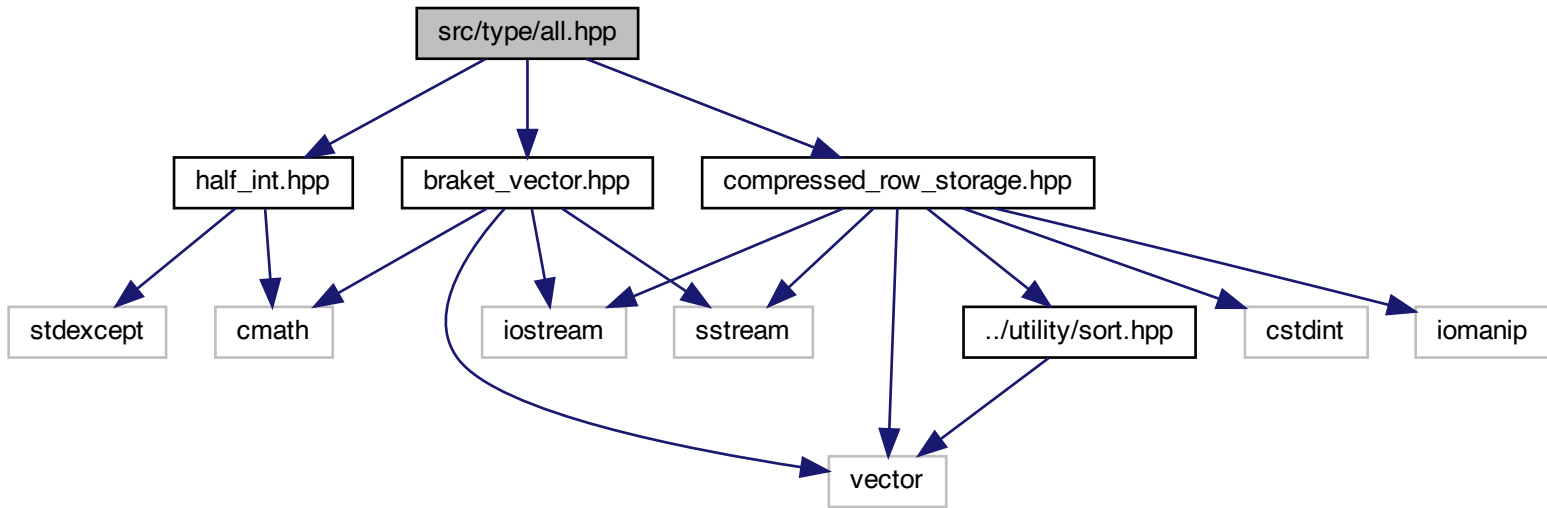 src/type/all.hpp
half_int.hpp
braket_vector.hpp
compressed_row_storage.hpp
stdexcept
cmath
iostream
sstream
../utility/sort.hpp
cstdint
iomanip
vector